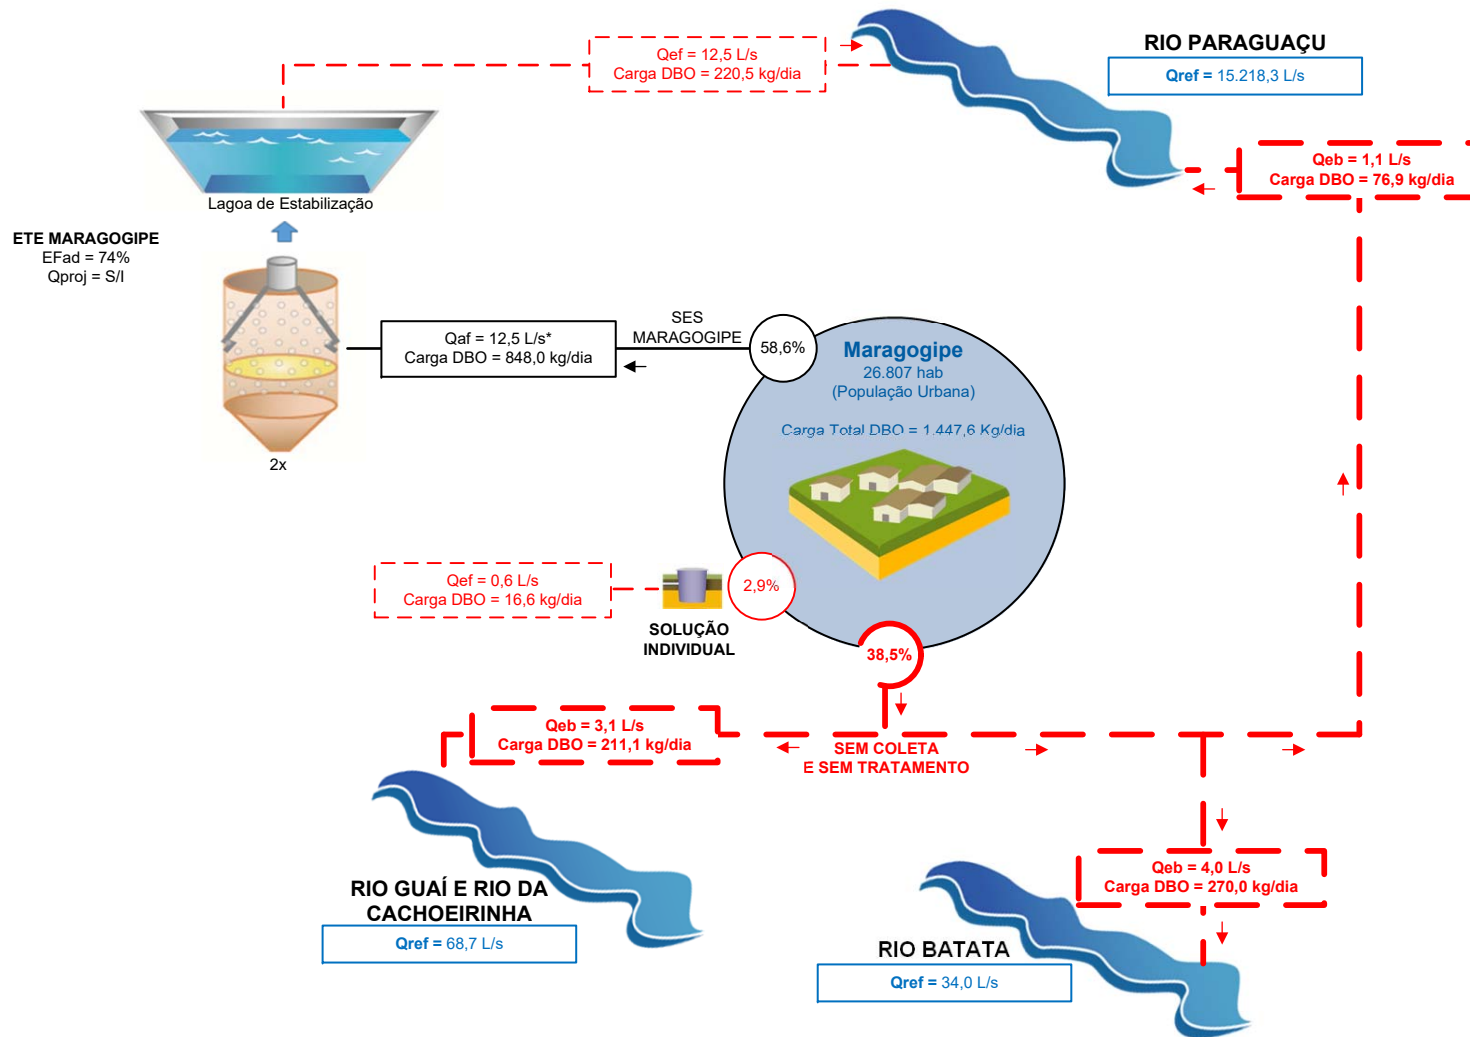 Qef = 12,5 L/s
Carga DBO = 220,5 kg/dia
RIO PARAGUAÇU
Qref = 15.218,3 L/s
Qeb = 1,1 L/s
Carga DBO = 76,9 kg/dia
Lagoa de Estabilização
ETE MARAGOGIPE
EFad = 74%
Qproj = S/I
2x
Qaf = 12,5 L/s*
Carga DBO = 848,0 kg/dia
SES
MARAGOGIPE
58,6%
Maragogipe
26.807 hab
(População Urbana)
Carga Total DBO = 1.447,6 Kg/dia
Qef = 0,6 L/s
Carga DBO = 16,6 kg/dia
2,9%
SOLUÇÃO
INDIVIDUAL
38,5%
Qeb = 3,1 L/s
Carga DBO = 211,1 kg/dia
SEM COLETA
E SEM TRATAMENTO
Qeb = 4,0 L/s
Carga DBO = 270,0 kg/dia
RIO GUAÍ E RIO DA
CACHOEIRINHA
Qref = 68,7 L/s
RIO BATATA
Qref = 34,0 L/s